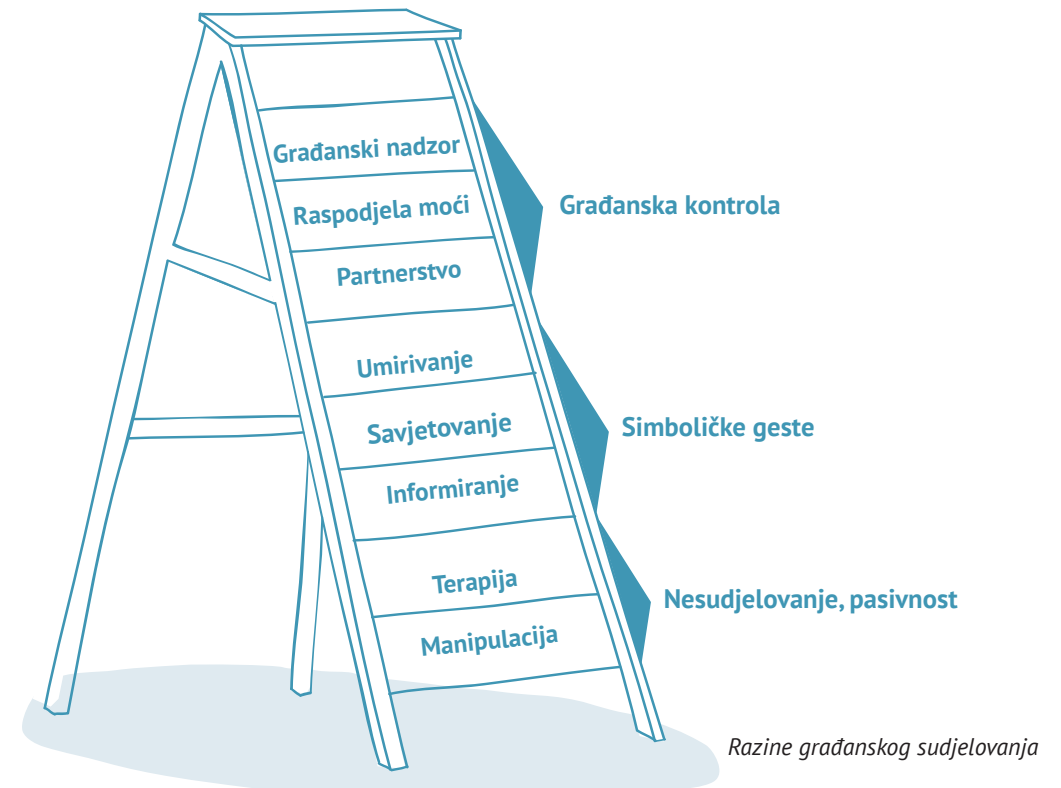 Građanski nadzor
Raspodjela moći
Građanska kontrola
Partnerstvo
Umirivanje
Savjetovanje
Simboličke geste
Informiranje
Terapija
Nesudjelovanje, pasivnost
Manipulacija
Razine građanskog sudjelovanja